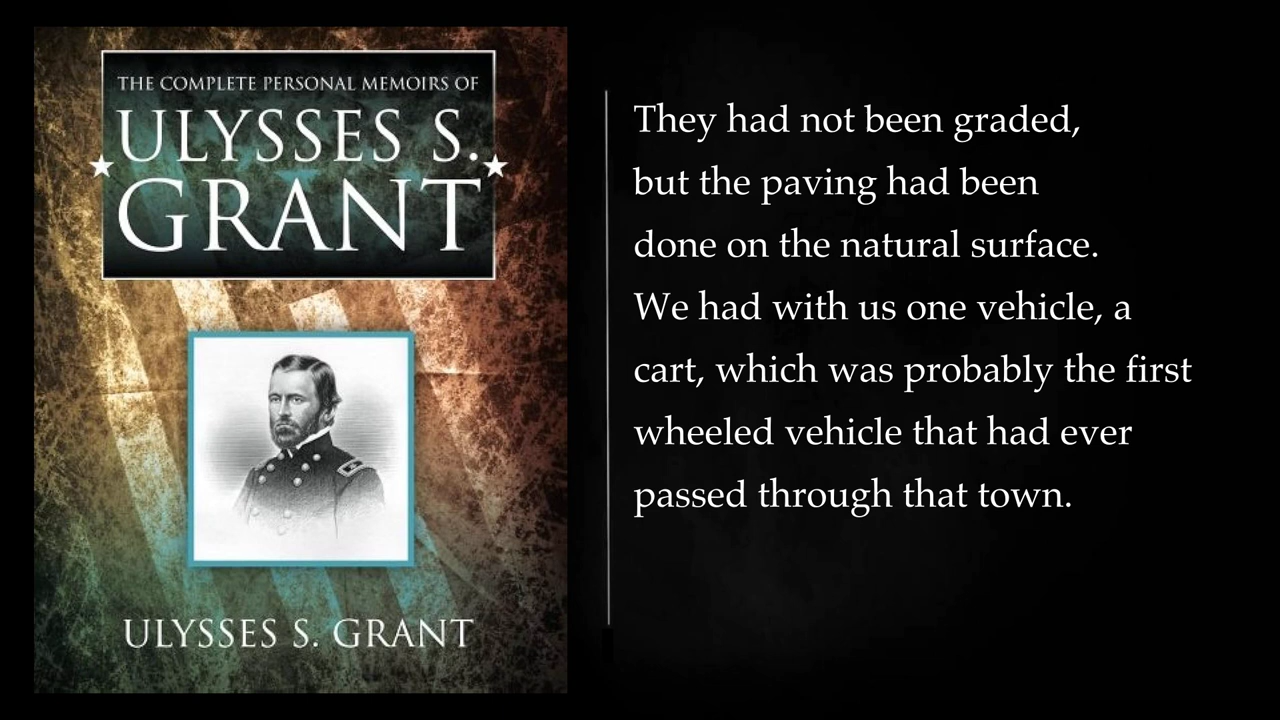 THE COMPLETE PERSONAL MEMOIRS OF
ULYSSES S.
GRANT
ULYSSES S. GRANT
They had not been graded,
but the paving had been
done on the natural surface.
We had with us one vehicle, a
cart, which was probably the first
wheeled vehicle that had ever
passed through that town.